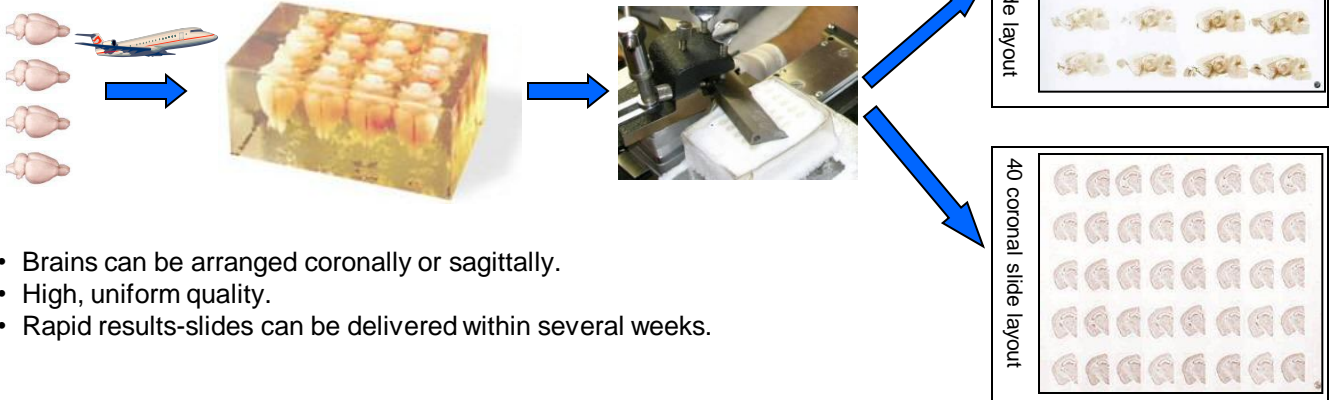 de layout
40 coronal slide layout
• Brains can be arranged coronally or sagittally.
• High, uniform quality.
• Rapid results-slides can be delivered within several weeks.